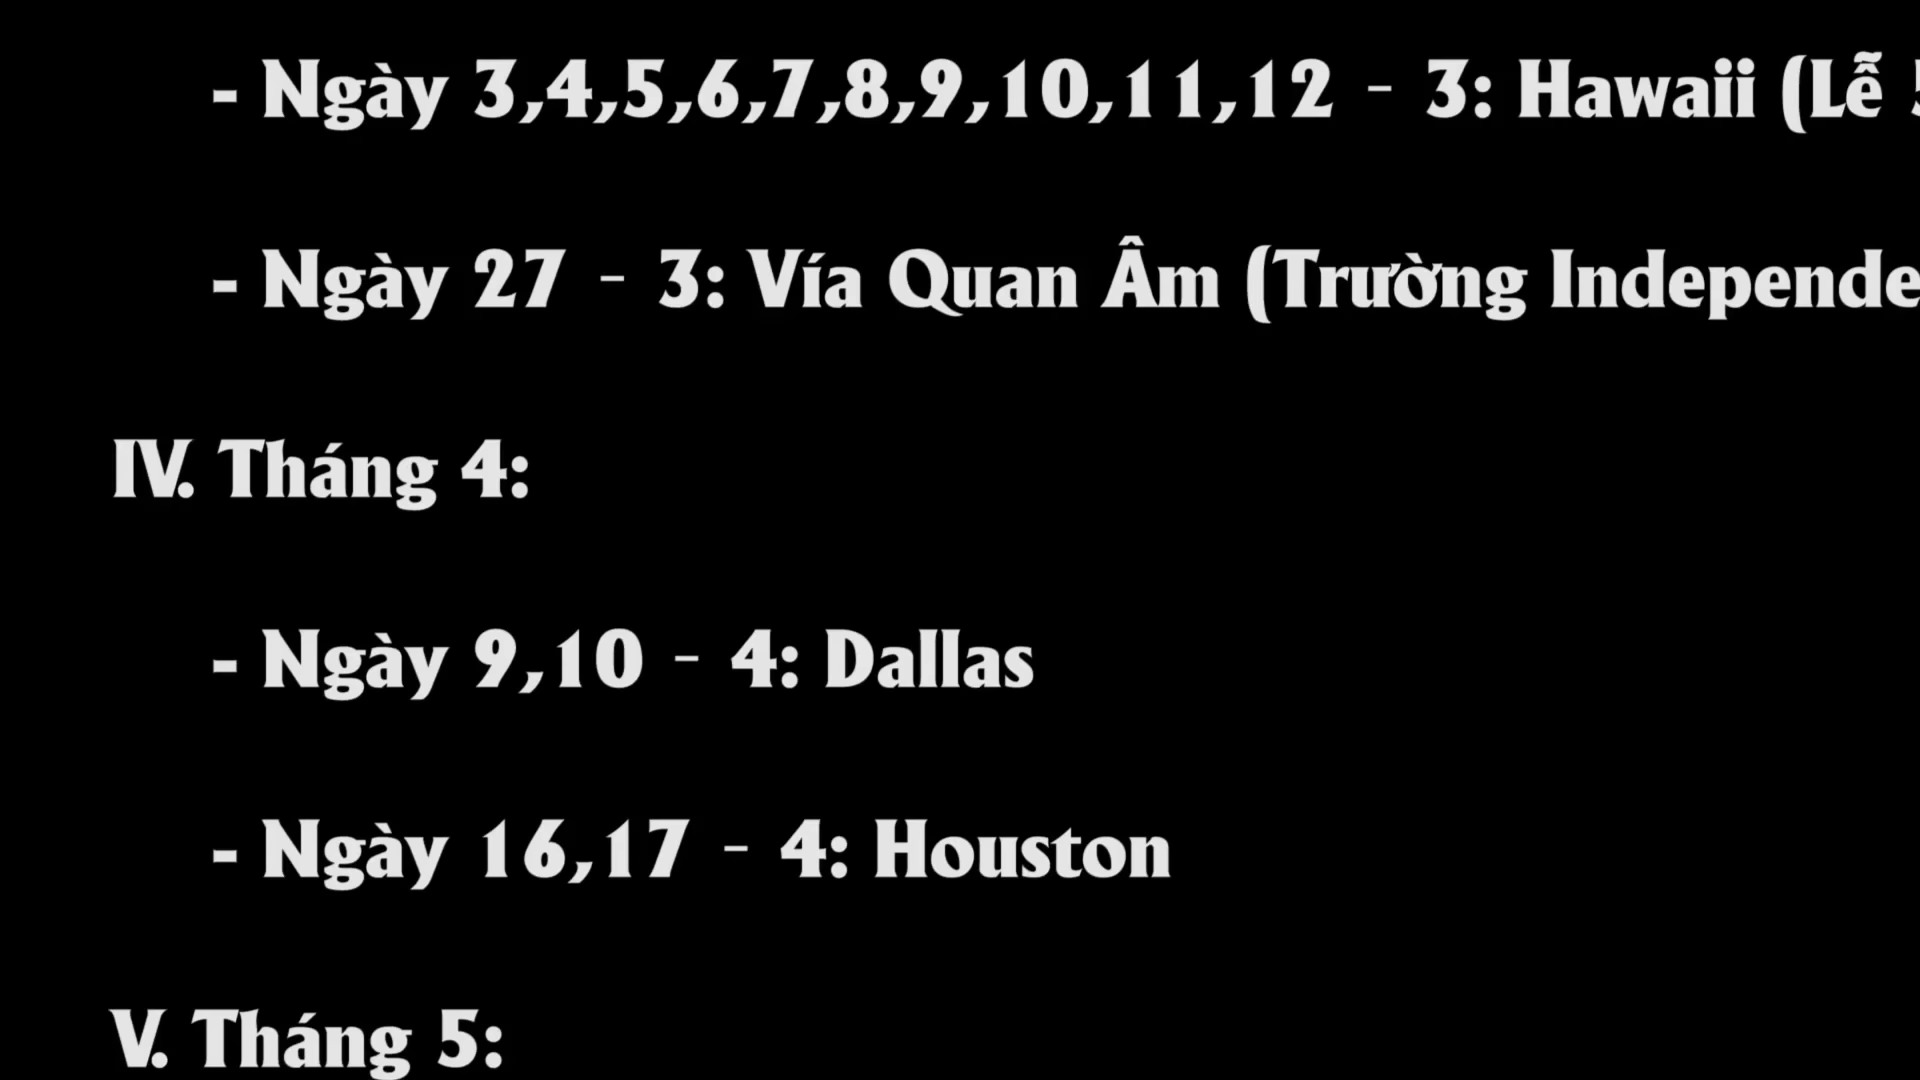 - Ngày 3,4,5,6,7,8,9,10,11,12 - 3: Hawaii (Lễ
- Ngày 27 - 3: Vía Quan Âm (Trường Independe
IV. Tháng 4:
- Ngày 9,10 - 4: Dallas
- Ngày 16,17 - 4: Houston
V. Tháng 5: